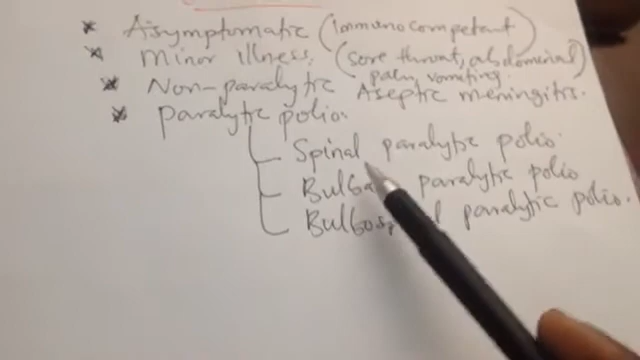 * Asymptomatic (immunocompetent)
* Minor illness. (Sore throat, abdominal
pain, vomiting.)
* Non-paralytic Aseptic meningitis.
* Paralytic polio.
Spinal paralytic polio.
paralytic polio
paralytic polio.